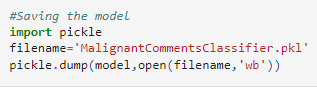 #Saving the model
import pickle
filename='MalignantCommentsClassifier.pkl'
pickle.dump(model,open(filename,'wb'))